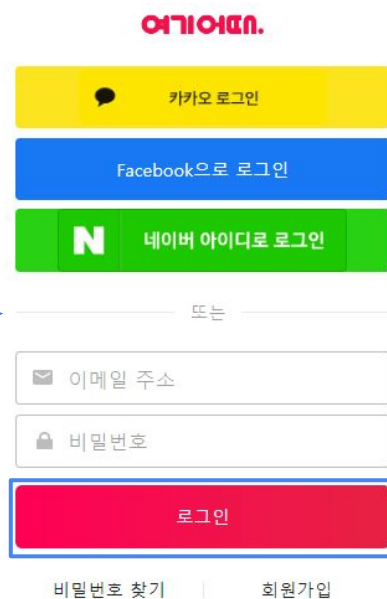 여기어때.
카카오 로그인
Facebook으로 로그인
N 네이버 아이디로 로그인
또는
이메일 주소
비밀번호
로그인
비밀번호 찾기 회원가입